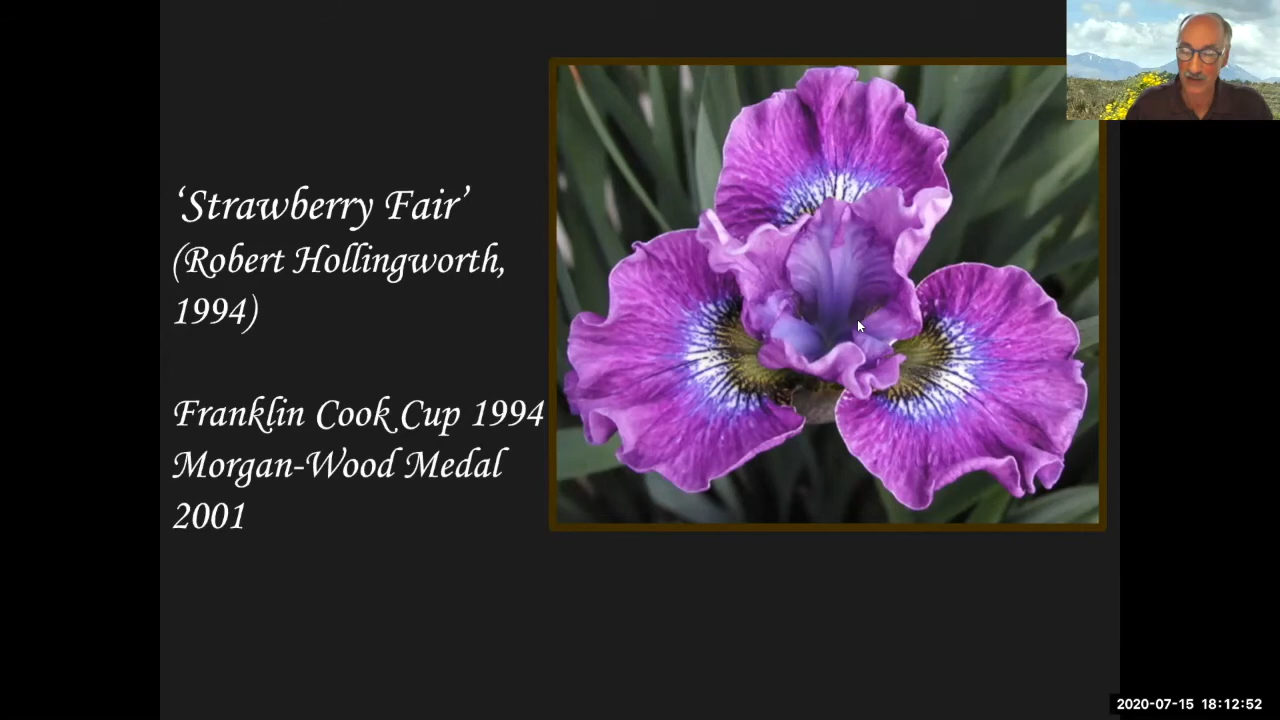 ‘Strawberry Fair’
(Robert Hollingworth,
1994)
Franklin Cook Cup 1994
Morgan-Wood Medal
2001
2020-07-15 18:12:52